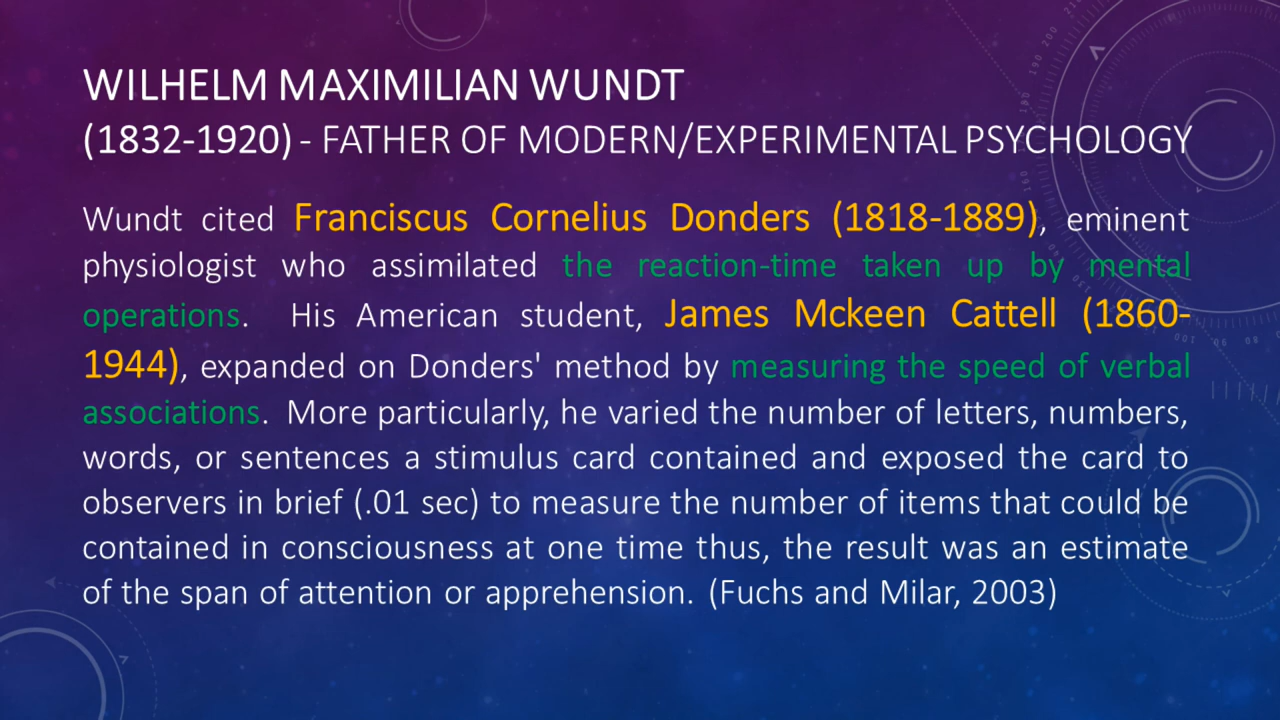 WILHELM MAXIMILIAN WUNDT
(1832-1920) - FATHER OF MODERN/EXPERIMENTAL PSYCHOLOGY
Wundt cited Franciscus Cornelius Donders (1818-1889), eminent
physiologist who assimilated the reaction-time taken up by mental
operations. His American student, James Mckeen Cattell (1860-
1944), expanded on Donders' method by measuring the speed of verbal
associations. More particularly, he varied the number of letters, numbers,
words, or sentences a stimulus card contained and exposed the card to
observers in brief (.01 sec) to measure the number of items that could be
contained in consciousness at one time thus, the result was an estimate
of the span of attention or apprehension. (Fuchs and Milar, 2003)